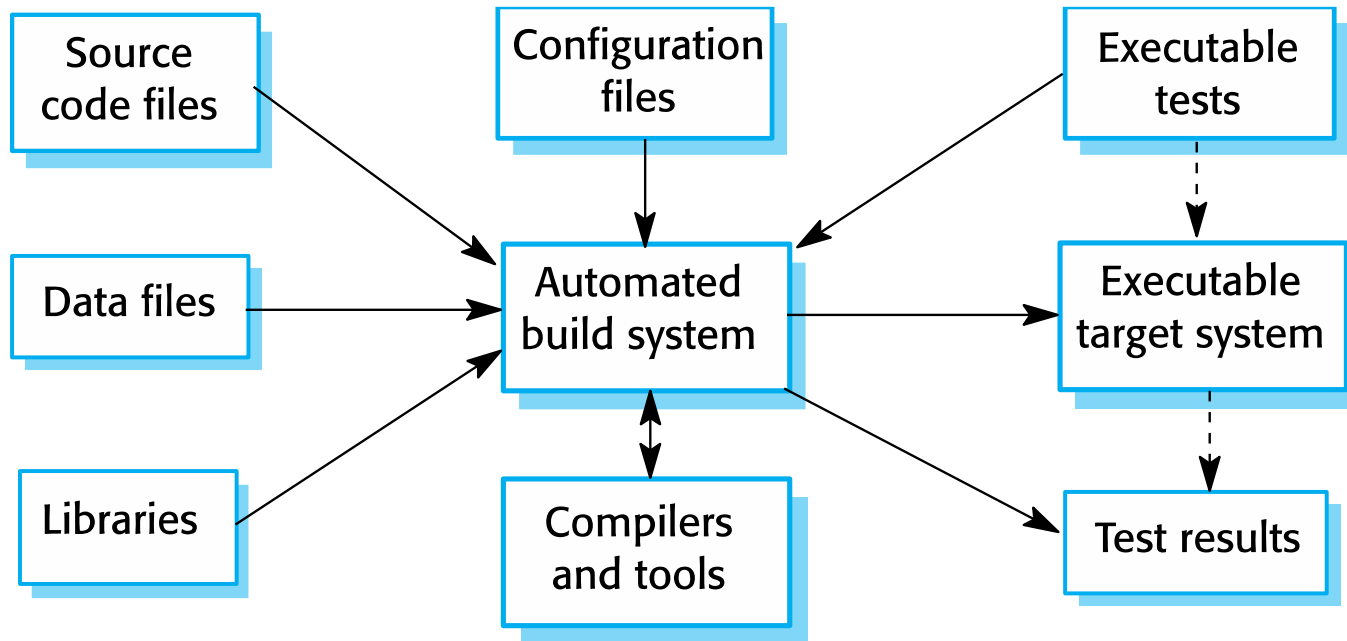 Source
code files
Configuration
files
Executable
tests
Data files
Automated
build system
Executable
target system
Libraries
Compilers
and tools
Test results